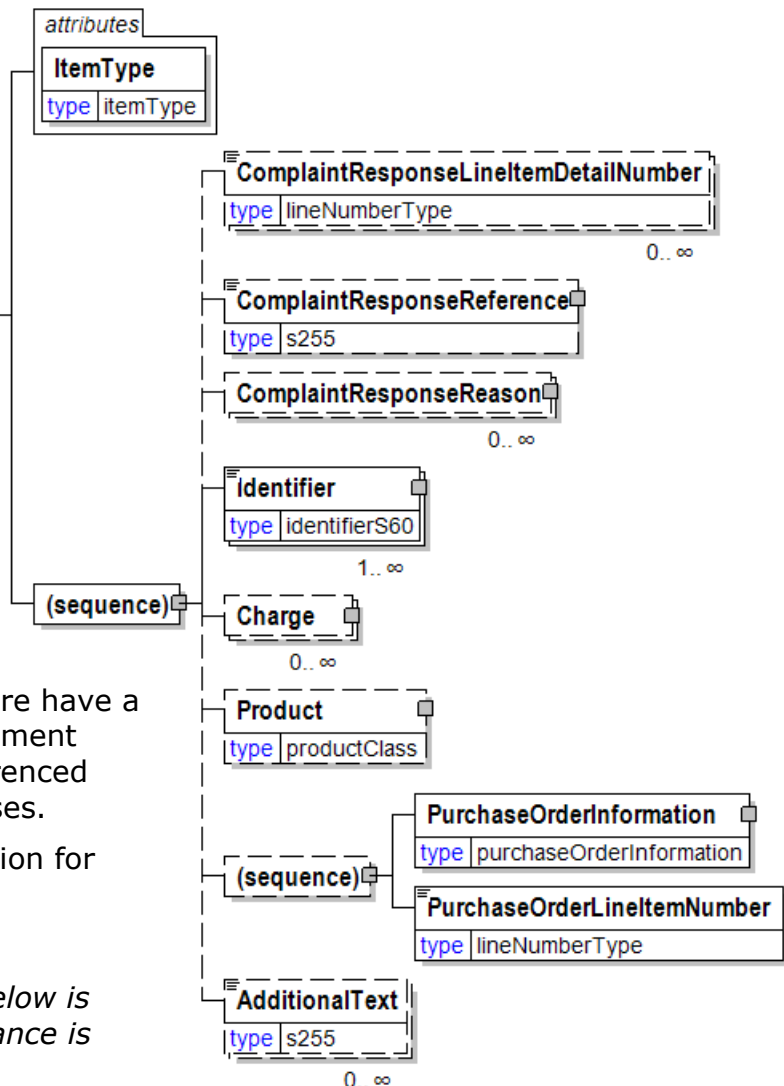 attributes
ItemType
type itemType
ComplaintResponseLineItemDetailNumber
type lineNumberType
0.. ∞
ComplaintResponseReference
type s255
ComplaintResponseReason
0.. ∞
Identifier
type identifierS60
1.. ∞
(sequence)
Charge
0.. ∞
Product
type productClass
(sequence)
PurchaseOrderInformation
type purchaseOrderInformation
PurchaseOrderLineItemNumber
type lineNumberType
AdditionalText
type s255
0.. ∞
re have a
ment
renced
ses.
ion for
elow is
ance is